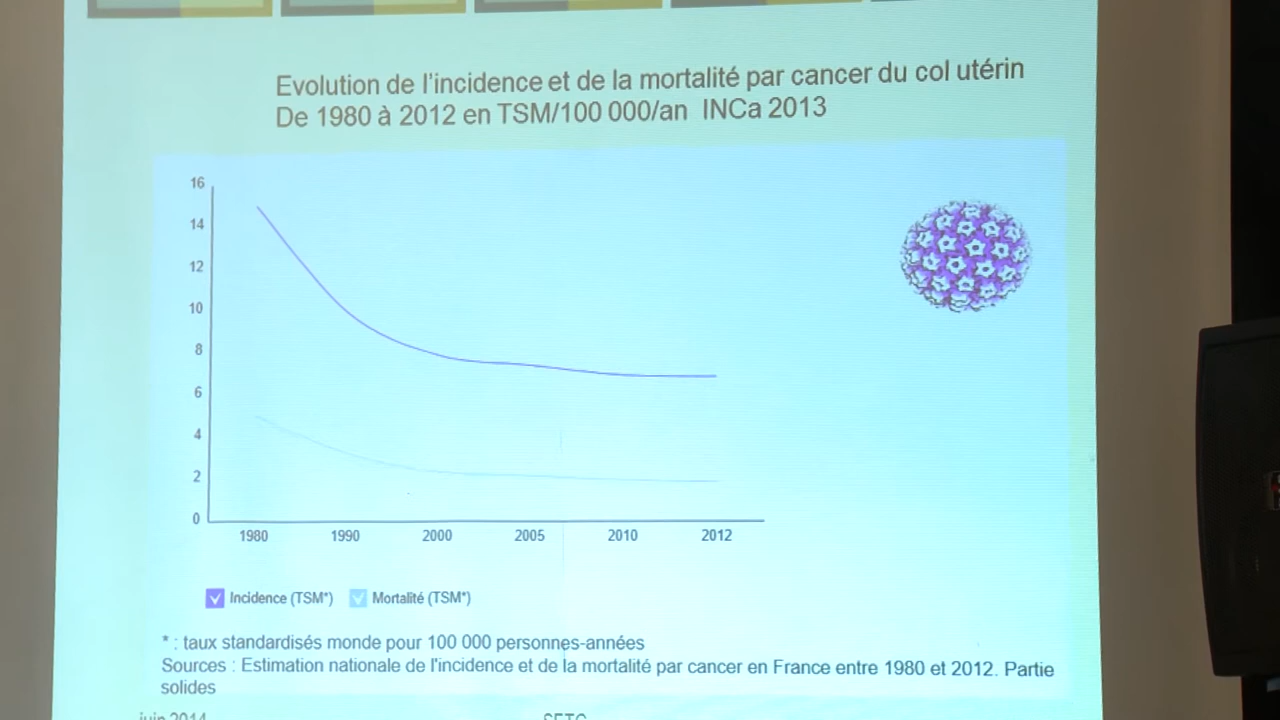 Evolution de l'incidence et de la mortalité par cancer du col utérin
De 1980 à 2012 en TSM/100 000/an INCa 2013
16
14
12
10
8
6
4
2
0
1980 1990 2000 2005 2010 2012
Incidence (TSM*) Mortalité (TSM*)
* : taux standardisés monde pour 100 000 personnes-années
Sources : Estimation nationale de l'incidence et de la mortalité par cancer en France entre 1980 et 2012. Partie
solides
juin 2014